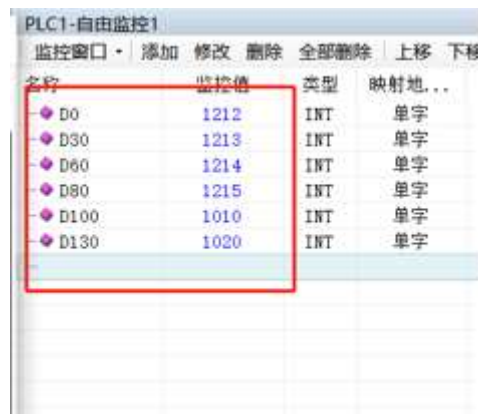 PLC1-自由监控1
监控窗口 添加 修改 删除 全部删除 上移 下移
名称 监控值 类型 映射地...
D0 1212 INT 单字
D30 1213 INT 单字
D60 1214 INT 单字
D80 1215 INT 单字
D100 1010 INT 单字
D130 1020 INT 单字